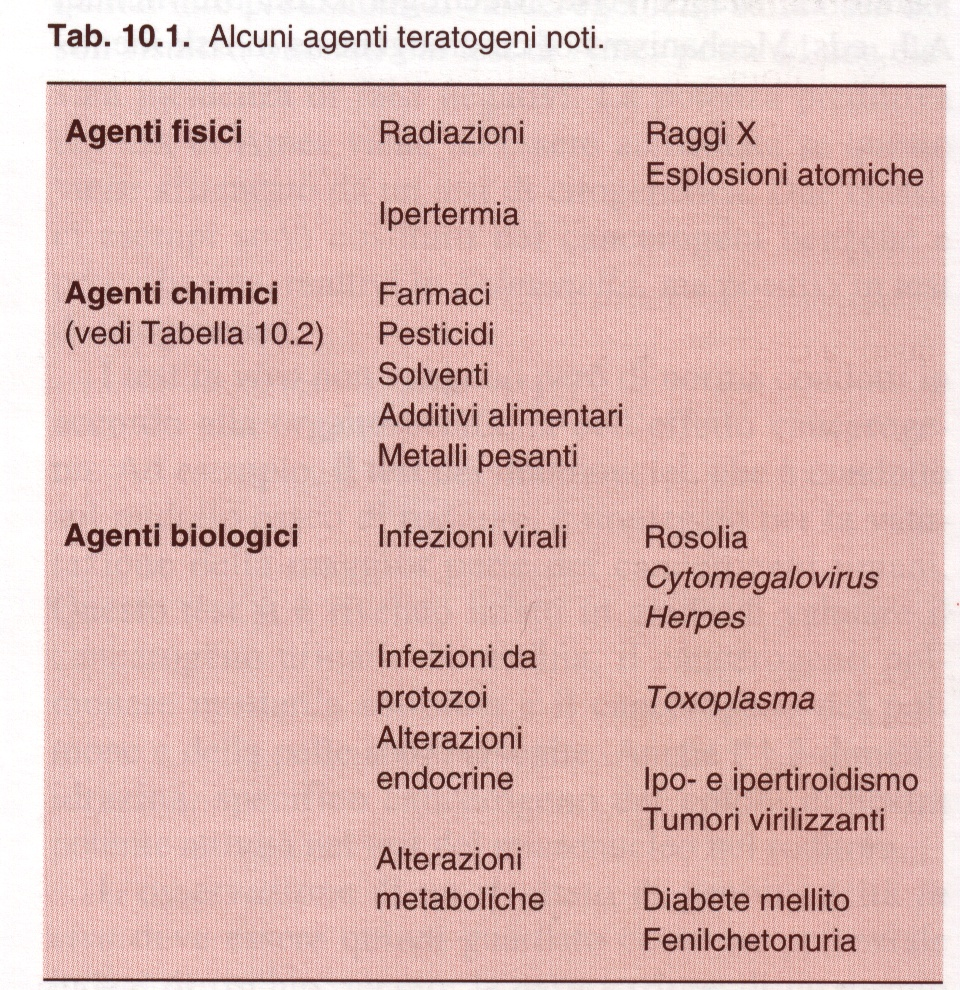 Tab. 10.1. Alcuni agenti teratogeni noti.
Agenti fisici Radiazioni Raggi X
Esplosioni atomiche
Ipertermia
Agenti chimici Farmaci
(vedi Tabella 10.2) Pesticidi
Solventi
Additivi alimentari
Metalli pesanti
Agenti biologici Infezioni virali Rosolia
Cytomegalovirus
Herpes
Infezioni da
protozoi Toxoplasma
Alterazioni
endocrine Ipo- e ipertiroidismo
Tumori virilizzanti
Alterazioni
metaboliche Diabete mellito
Fenilchetonuria